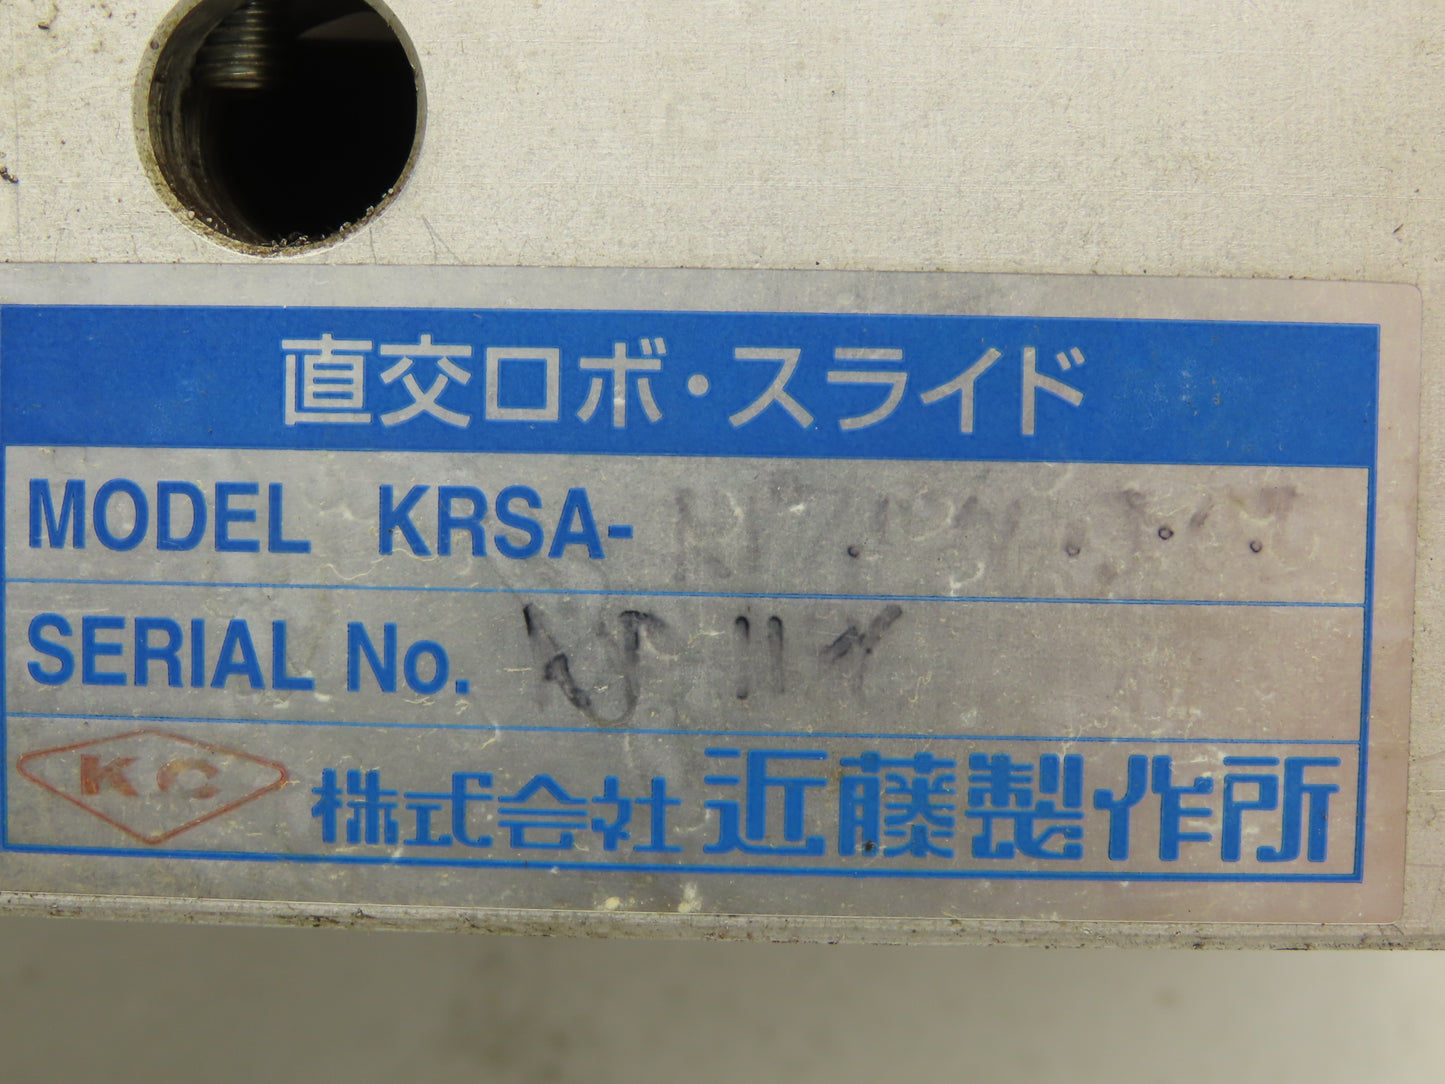 直交ロボ・スライド
MODEL KRSA-
SERIAL No.
KC 株式会社 近藤製作所